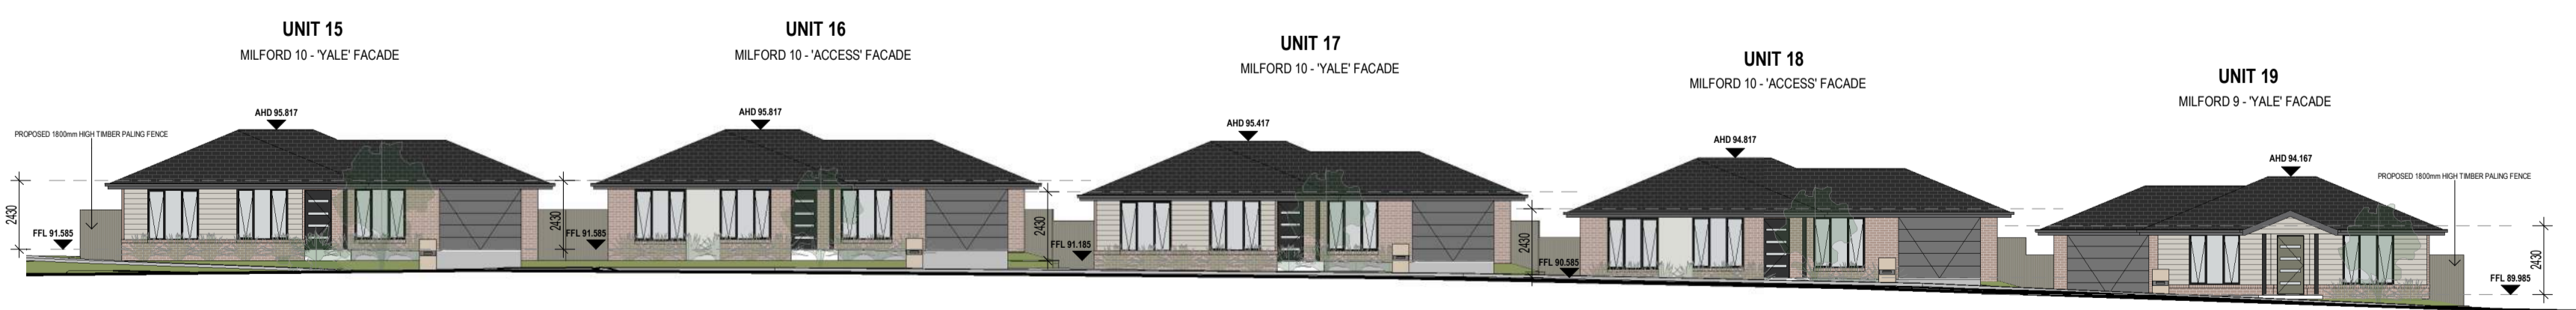 UNIT 15
MILFORD 10 - 'YALE' FACADE
UNIT 16
MILFORD 10 - 'ACCESS' FACADE
UNIT 17
MILFORD 10 - 'YALE' FACADE
UNIT 18
MILFORD 10 - 'ACCESS' FACADE
UNIT 19
MILFORD 9 - 'YALE' FACADE
AHD 95.817
AHD 95.817
AHD 95.417
AHD 94.817
AHD 94.167
PROPOSED 1800mm HIGH TIMBER PALING FENCE
PROPOSED 1800mm HIGH TIMBER PALING FENCE
2430
FFL 91.585
2430
FFL 91.585
2430
FFL 91.185
2430
FFL 90.585
2430
FFL 89.985